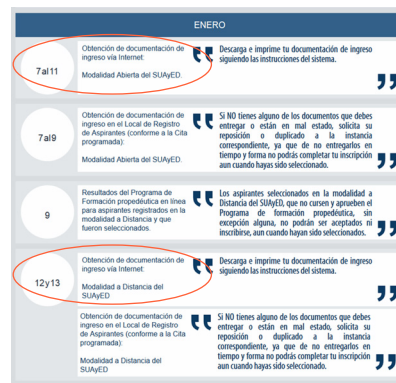 ENERO
7al11
Obtención de documentación de
ingreso vía Internet:
Modalidad Abierta del SUAyED.
Descarga e imprime tu documentación de ingreso
siguiendo las instrucciones del sistema.
7al9
Obtención de documentación de
ingreso en el Local de Registro
de Aspirantes (conforme a la Cita
programada):
Modalidad Abierta del SUAyED.
Si NO tienes alguno de los documentos que debes
entregar o están en mal estado, solicita su
reposición o duplicado a la instancia
correspondiente, ya que de no entregarlos en
tiempo y forma no podrás completar tu inscripción
aun cuando hayas sido seleccionado.
9
Resultados del Programa de
Formación propedéutica en línea
para aspirantes registrados en la
modalidad a Distancia y que
fueron seleccionados.
Los aspirantes seleccionados en la modalidad a
Distancia del SUAyED, que no cursen y aprueben el
Programa de formación propedéutica, sin
excepción alguna, no podrán ser aceptados ni
inscribirse, aun cuando hayan sido seleccionados.
12y13
Obtención de documentación de
ingreso vía Internet:
Modalidad a Distancia del
SUAyED
Descarga e imprime tu documentación de ingreso
siguiendo las instrucciones del sistema.
Obtención de documentación de
ingreso en el Local de Registro
de Aspirantes (conforme a la Cita
programada):
Modalidad a Distancia del
SUAyED
Si NO tienes alguno de los documentos que debes
entregar o están en mal estado, solicita su
reposición o duplicado a la instancia
correspondiente, ya que de no entregarlos en
tiempo y forma no podrás completar tu inscripción
aun cuando hayas sido seleccionado.